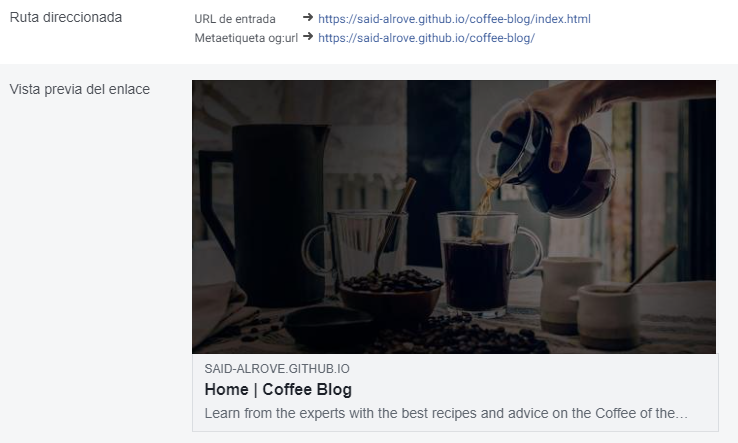 Ruta direccionada
URL de entrada → https://said-alrove.github.io/coffee-blog/index.html
Metaetiqueta og:url → https://said-alrove.github.io/coffee-blog/
Vista previa del enlace
SAID-ALROVE.GITHUB.IO
Home | Coffee Blog
Learn from the experts with the best recipes and advice on the Coffee of the…